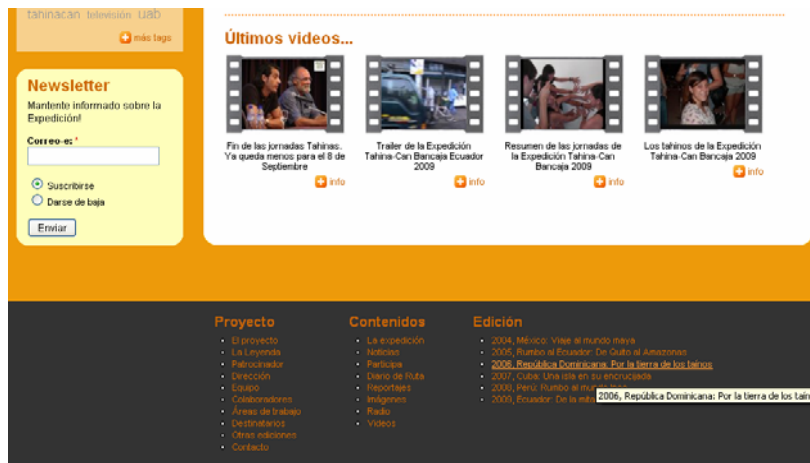 tahinacan televisión uab
más tags
Newsletter
Mantente informado sobre la
Expedición!
Correo-e: *
Suscribirse
Darse de baja
Enviar
Últimos videos...
Fin de las jornadas Tahinas.
Ya queda menos para el 8 de
Septiembre
info
Trailer de la Expedición
Tahina-Can Bancaja Ecuador
2009
info
Resumen de las jornadas de
la Expedición Tahina-Can
Bancaja 2009
info
Los tahinos de la Expedición
Tahina-Can Bancaja 2009
info
Proyecto
El proyecto
La Leyenda
Patrocinador
Dirección
Equipo
Colaboradores
Áreas de trabajo
Destinatarios
Otras ediciones
Contacto
Contenidos
La expedición
Noticias
Participa
Diario de Ruta
Reportajes
Imágenes
Radio
Videos
Edición
2004, México: Viaje al mundo maya
2005, Rumbo al Ecuador: De Quito al Amazonas
2006, República Dominicana: Por la tierra de los tainos
2007, Cuba: Una isla en su encrucijada
2008, Perú: Rumbo al mundo
2009, Ecuador: De la mitad
2006, República Dominicana: Por la tierra de los tain